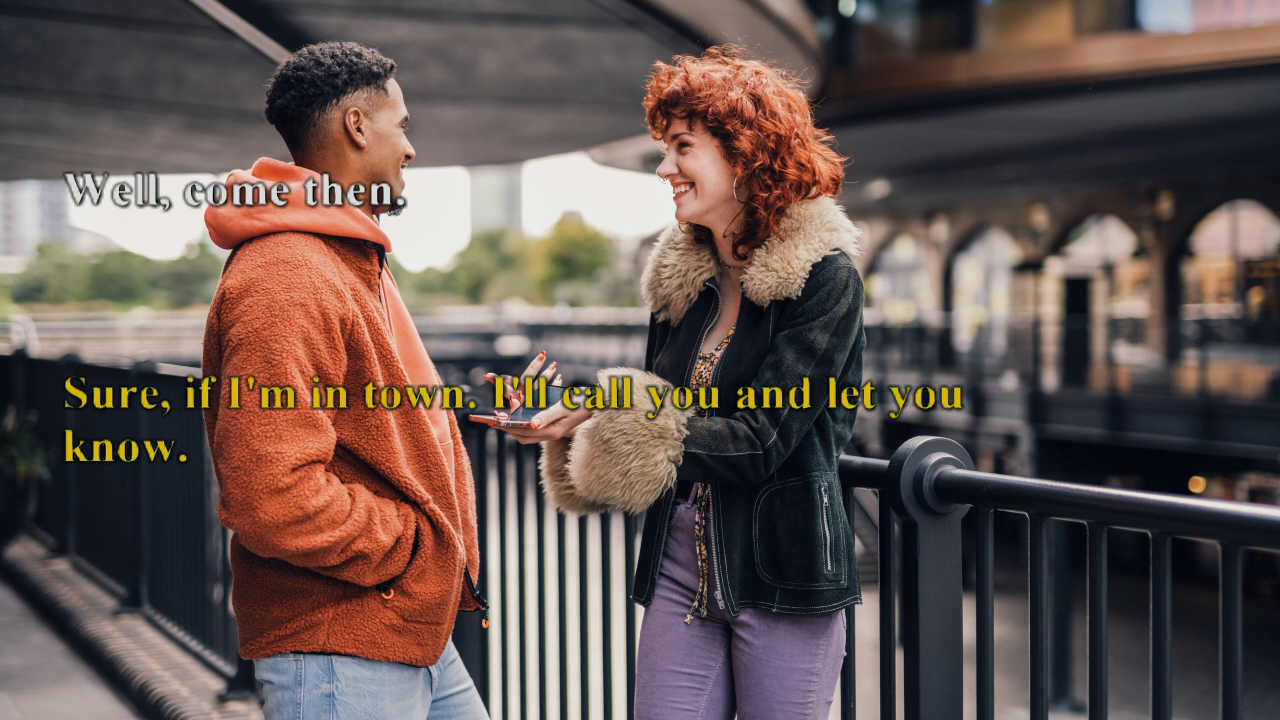 Well, come then.
Sure, if I'm in town. I'll call you and let you
know.